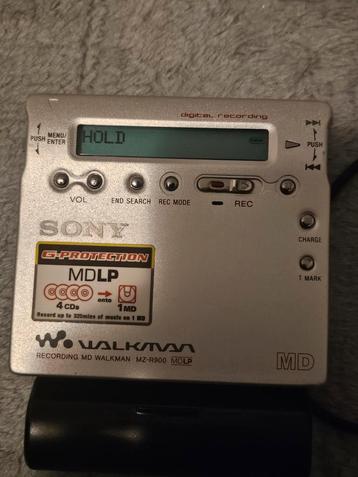 digital recording
HOLD
PUSH MENU/ENTER
PUSH
VOL
END SEARCH
REC MODE
REC
CHARGE
T MARK
SONY
G-PROTECTION
MDLP
4 CDs
onto
1 MD
Record up to 320mins of music on 1 MD
WALKMAN
RECORDING MD WALKMAN MZ-R900 MDLP
MD